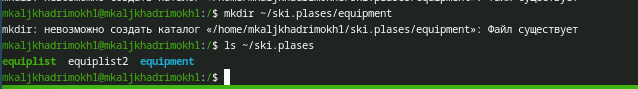 mkaljkhadrimokh1@mkaljkhadrimokh1:/$ mkdir ~/ski.plases/equipment
mkdir: невозможно создать каталог «/home/mkaljkhadrimokh1/ski.plases/equipment»: Файл существует
mkaljkhadrimokh1@mkaljkhadrimokh1:/$ ls ~/ski.plases
equiplist equiplist2 equipment
mkaljkhadrimokh1@mkaljkhadrimokh1:/$